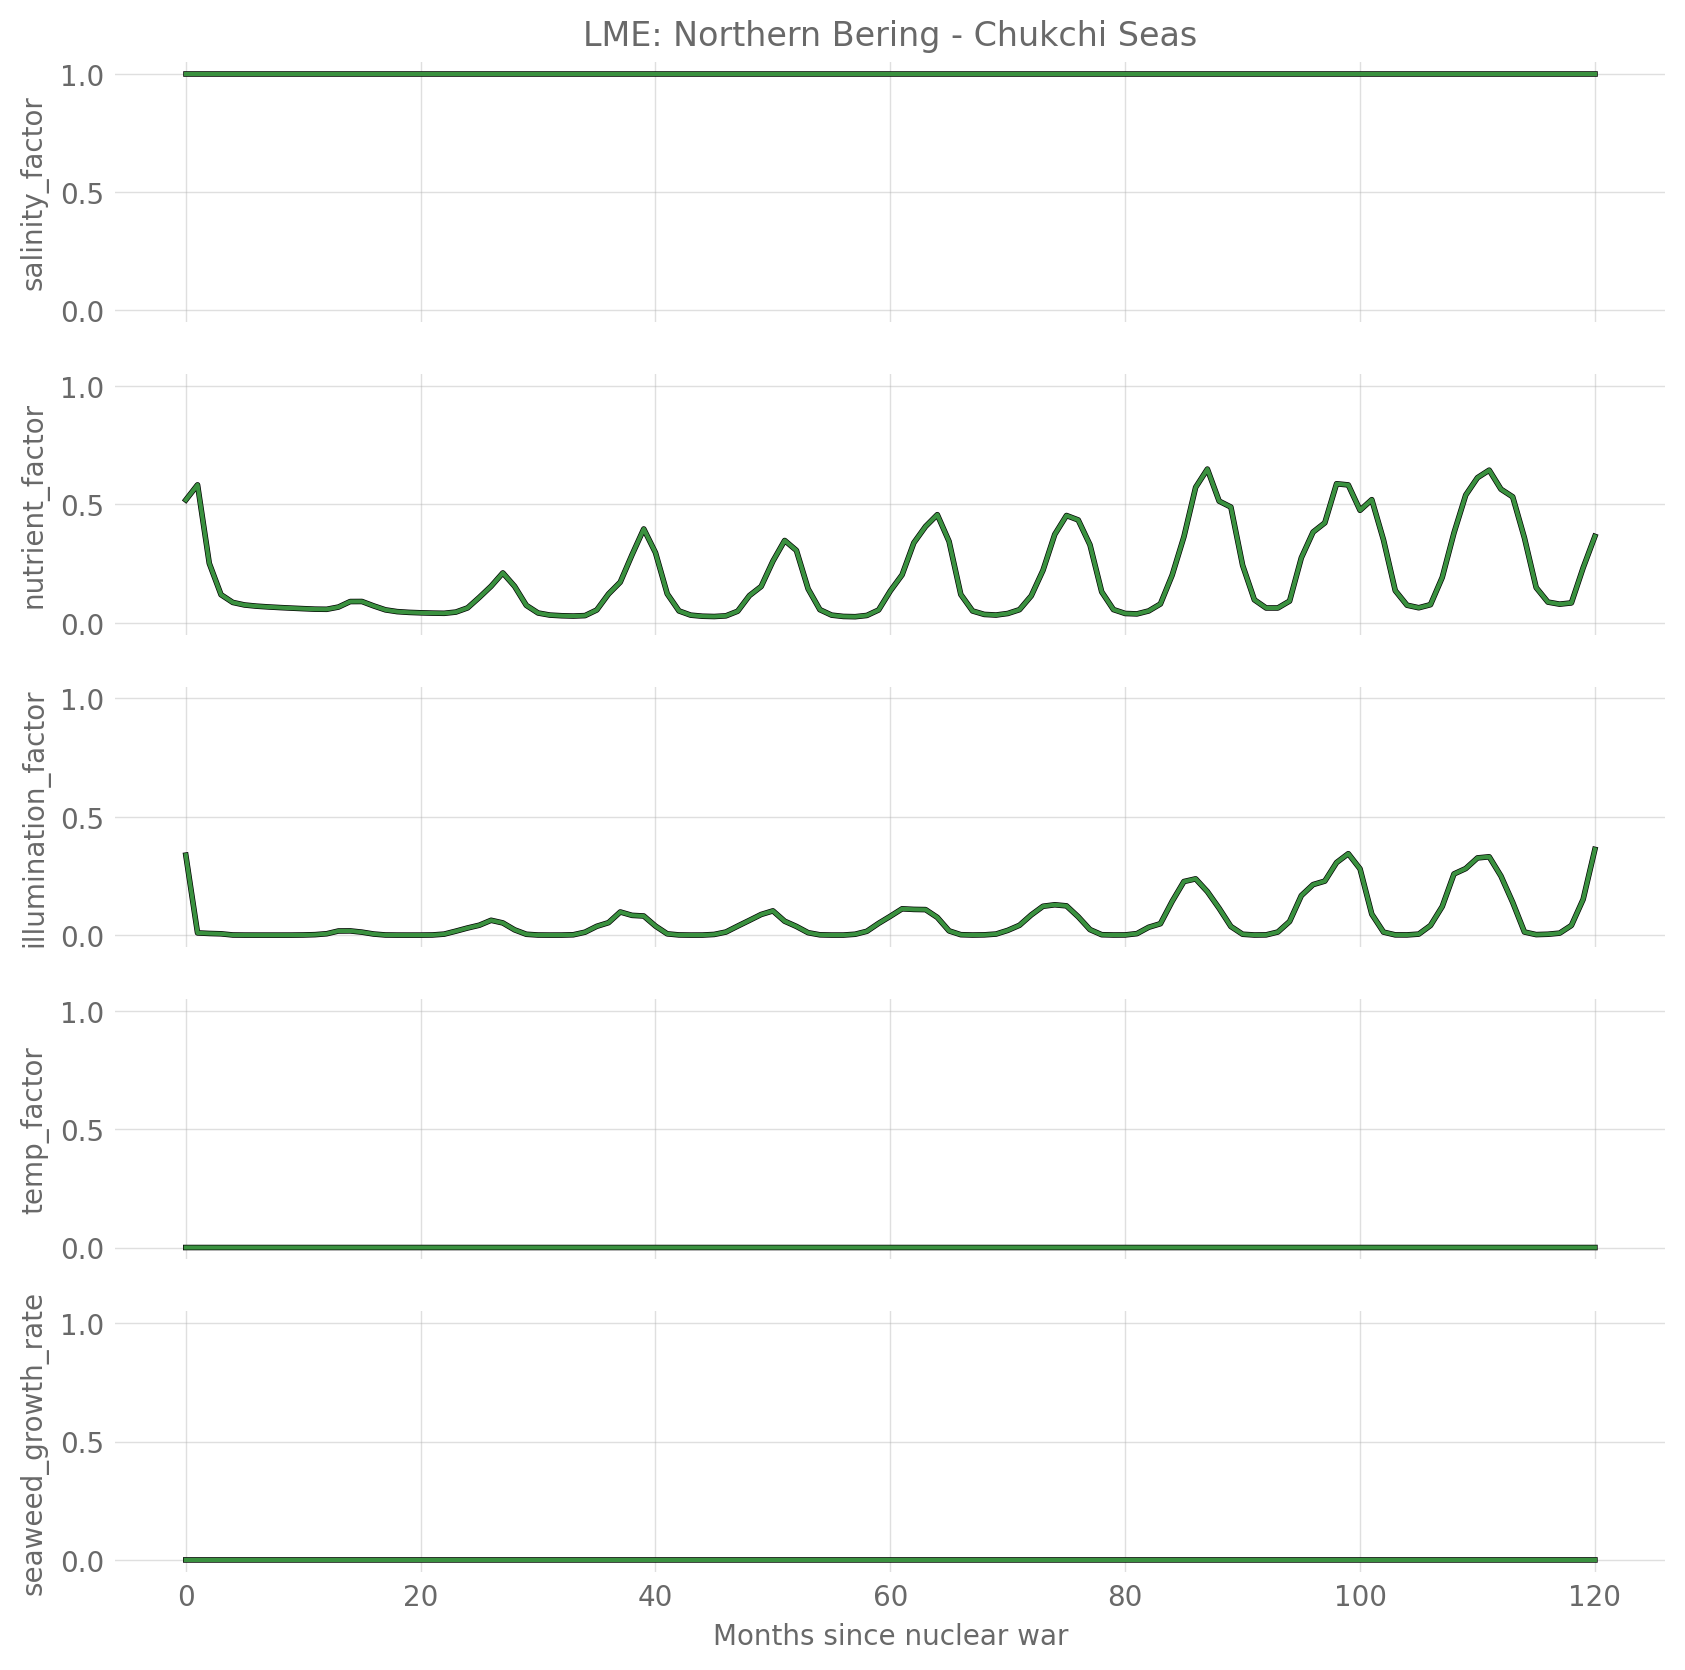 LME: Northern Bering - Chukchi Seas
1.0
0.5
0.0
salinity_factor
1.0
0.5
0.0
nutrient_factor
1.0
0.5
0.0
illumination_factor
1.0
0.5
0.0
temp_factor
1.0
0.5
0.0
seaweed_growth_rate
0 20 40 60 80 100 120
Months since nuclear war